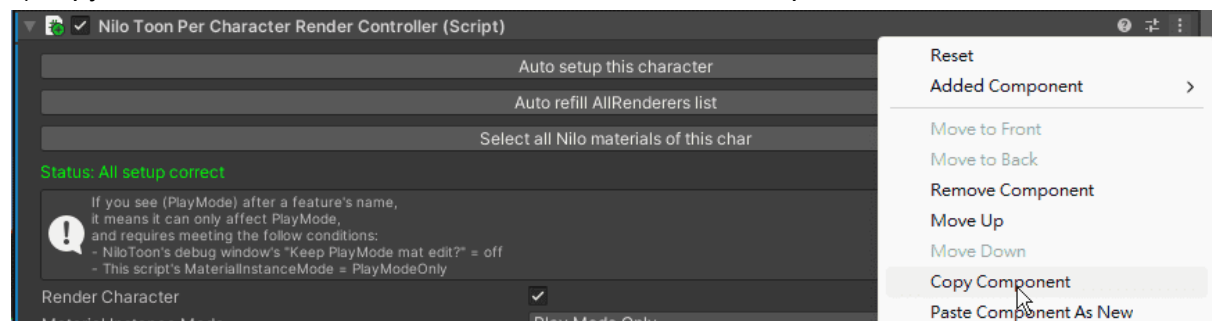 Nilo Toon Per Character Render Controller (Script)
Auto setup this character
Auto refill AllRenderers list
Select all Nilo materials of this char
Status: All setup correct
If you see (PlayMode) after a feature's name,
it means it can only affect PlayMode,
and requires meeting the follow conditions:
- NiloToon's debug window's "Keep PlayMode mat edit?" = off
- This script's MaterialInstanceMode = PlayModeOnly
Render Character
Reset
Added Component
Move to Front
Move to Back
Remove Component
Move Up
Move Down
Copy Component
Paste Component As New